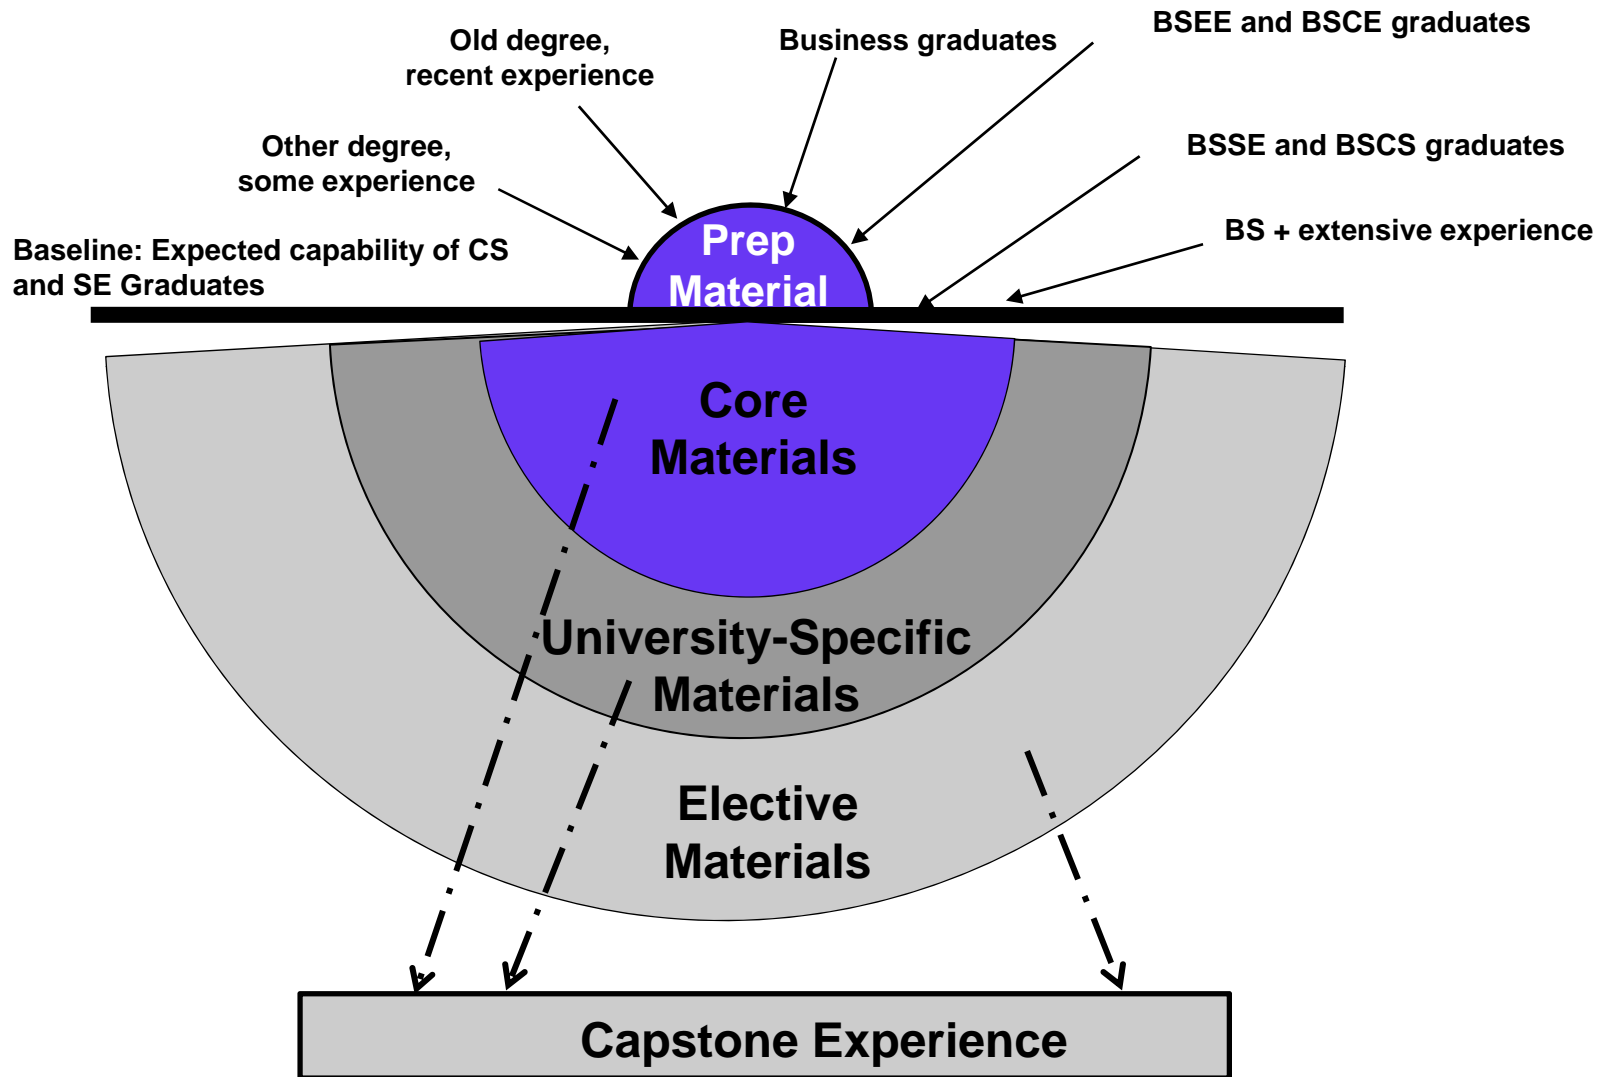 Old degree,
recent experience
Business graduates
BSEE and BSCE graduates
Other degree,
some experience
BSSE and BSCS graduates
BS + extensive experience
Baseline: Expected capability of CS
and SE Graduates
Prep
Material
Core
Materials
University-Specific
Materials
Elective
Materials
Capstone Experience